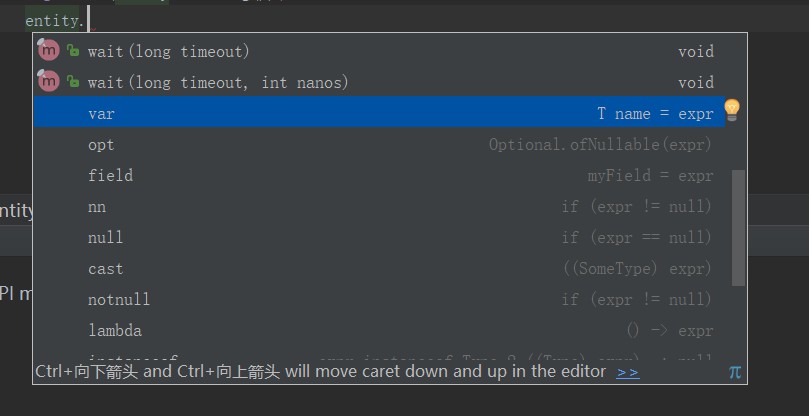 entity.
wait(long timeout) void
wait(long timeout, int nanos) void
var T name = expr
opt Optional.ofNullable(expr)
field myField = expr
nn if (expr != null)
null if (expr == null)
cast ((SomeType) expr)
notnull if (expr != null)
lambda () -> expr
Ctrl+向下箭头 and Ctrl+向上箭头 will move caret down and up in the editor >>
π
ntity
PI m